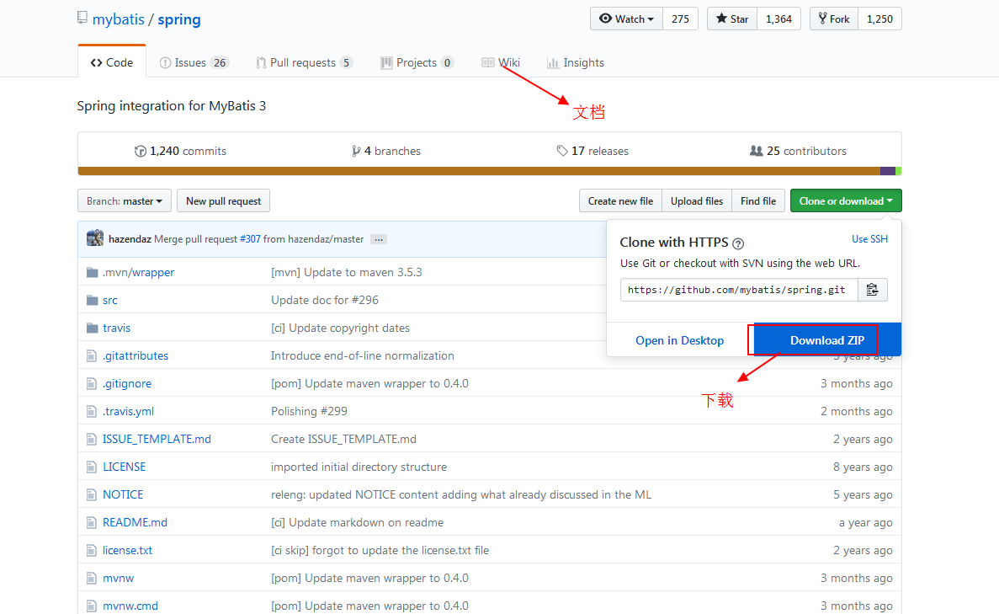 mybatis / spring
Watch 275 Star 1,364 Fork 1,250
Code Issues 26 Pull requests 5 Projects 0 Wiki Insights
文档
Spring integration for MyBatis 3
1,240 commits 4 branches 17 releases 25 contributors
Branch: master New pull request Create new file Upload files Find file Clone or download
hazendaz Merge pull request #307 from hazendaz/master ...
Clone with HTTPS ? Use SSH
Use Git or checkout with SVN using the web URL.
https://github.com/mybatis/spring.git
Open in Desktop Download ZIP
下载
.mvn/wrapper [mvn] Update to maven 3.5.3
src Update doc for #296
travis [ci] Update copyright dates
.gitattributes Introduce end-of-line normalization 5 years ago
.gitignore [pom] Update maven wrapper to 0.4.0 3 months ago
.travis.yml Polishing #299 2 months ago
ISSUE_TEMPLATE.md Create ISSUE_TEMPLATE.md 2 years ago
LICENSE imported initial directory structure 8 years ago
NOTICE releng: updated NOTICE content adding what already discussed in the ML 5 years ago
README.md [ci] Update markdown on readme a year ago
license.txt [ci skip] forgot to update the license.txt file 2 years ago
mvnw [pom] Update maven wrapper to 0.4.0 3 months ago
mvnw.cmd [pom] Update maven wrapper to 0.4.0 3 months ago